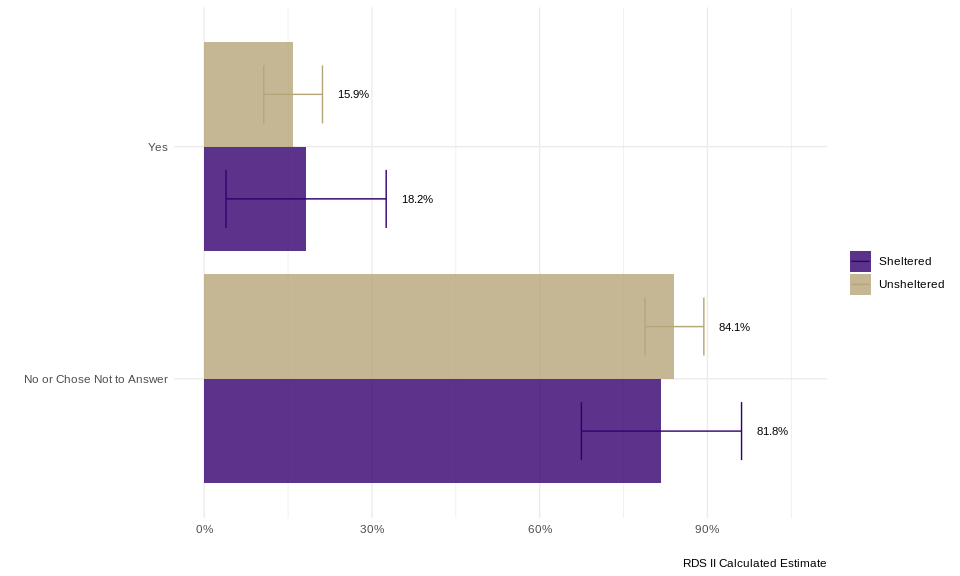 15.9%
Yes
18.2%
Sheltered
Unsheltered
84.1%
No or Chose Not to Answer
81.8%
0% 30% 60% 90%
RDS II Calculated Estimate